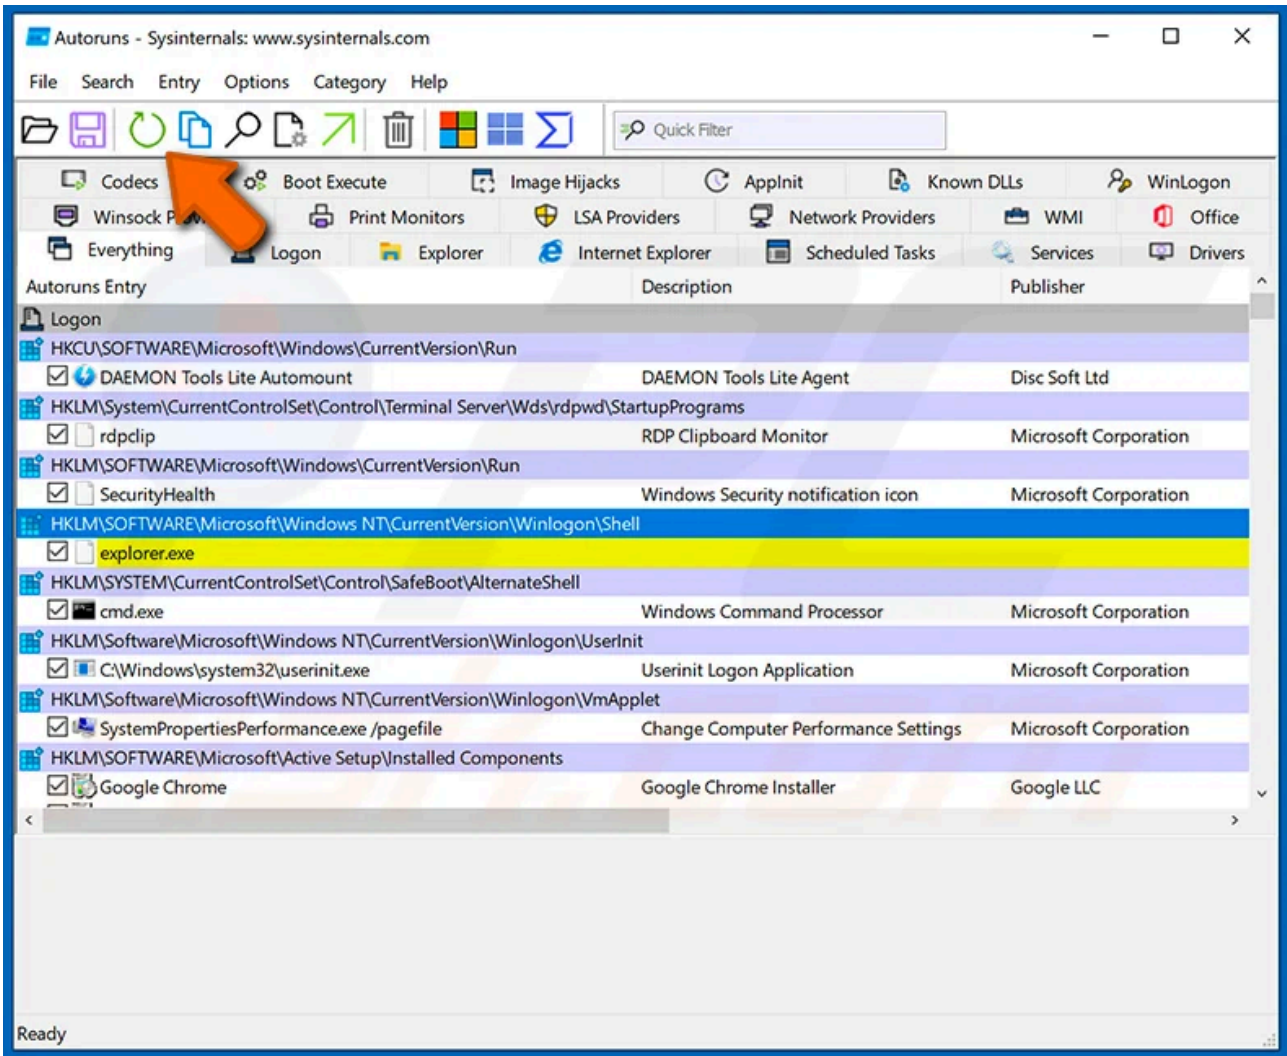 Autoruns - Sysinternals: www.sysinternals.com
File Search Entry Options Category Help
Quick Filter
Codecs Boot Execute Image Hijacks AppInit Known DLLs WinLogon
Winsock Print Monitors LSA Providers Network Providers WMI Office
Everything Logon Explorer Internet Explorer Scheduled Tasks Services Drivers
Autoruns Entry Description Publisher
Logon
HKCU\SOFTWARE\Microsoft\Windows\CurrentVersion\Run
DAEMON Tools Lite Automount DAEMON Tools Lite Agent Disc Soft Ltd
HKLM\System\CurrentControlSet\Control\Terminal Server\Wds\rdpwd\StartupPrograms
rdpclip RDP Clipboard Monitor Microsoft Corporation
HKLM\SOFTWARE\Microsoft\Windows\CurrentVersion\Run
SecurityHealth Windows Security notification icon Microsoft Corporation
HKLM\SOFTWARE\Microsoft\Windows NT\CurrentVersion\Winlogon\Shell
explorer.exe
HKLM\SYSTEM\CurrentControlSet\Control\SafeBoot\AlternateShell
cmd.exe Windows Command Processor Microsoft Corporation
HKLM\Software\Microsoft\Windows NT\CurrentVersion\Winlogon\UserInit
C:\Windows\system32\userinit.exe Userinit Logon Application Microsoft Corporation
HKLM\Software\Microsoft\Windows NT\CurrentVersion\Winlogon\VmApplet
SystemPropertiesPerformance.exe /pagefile Change Computer Performance Settings Microsoft Corporation
HKLM\SOFTWARE\Microsoft\Active Setup\Installed Components
Google Chrome Google Chrome Installer Google LLC
Ready